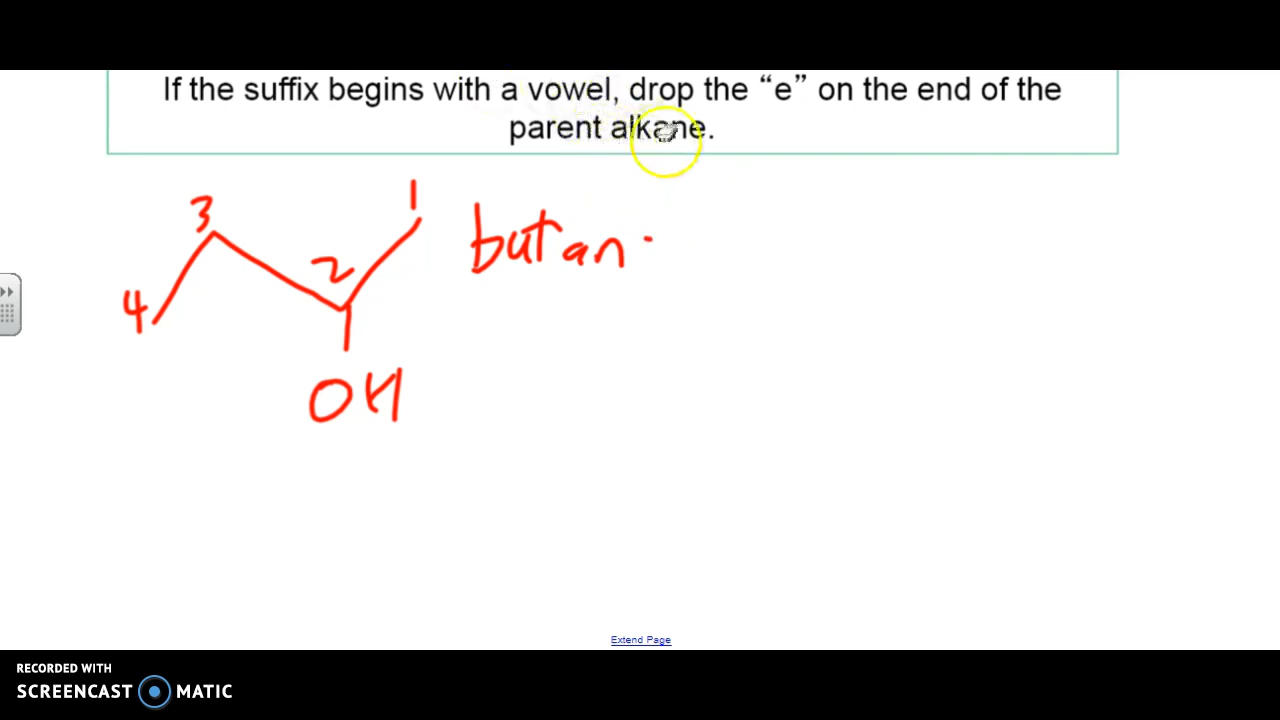 If the suffix begins with a vowel, drop the “e” on the end of the
parent alkane.
1
3
butan -
2
4
OH
Extend Page
RECORDED WITH
SCREENCAST MATIC